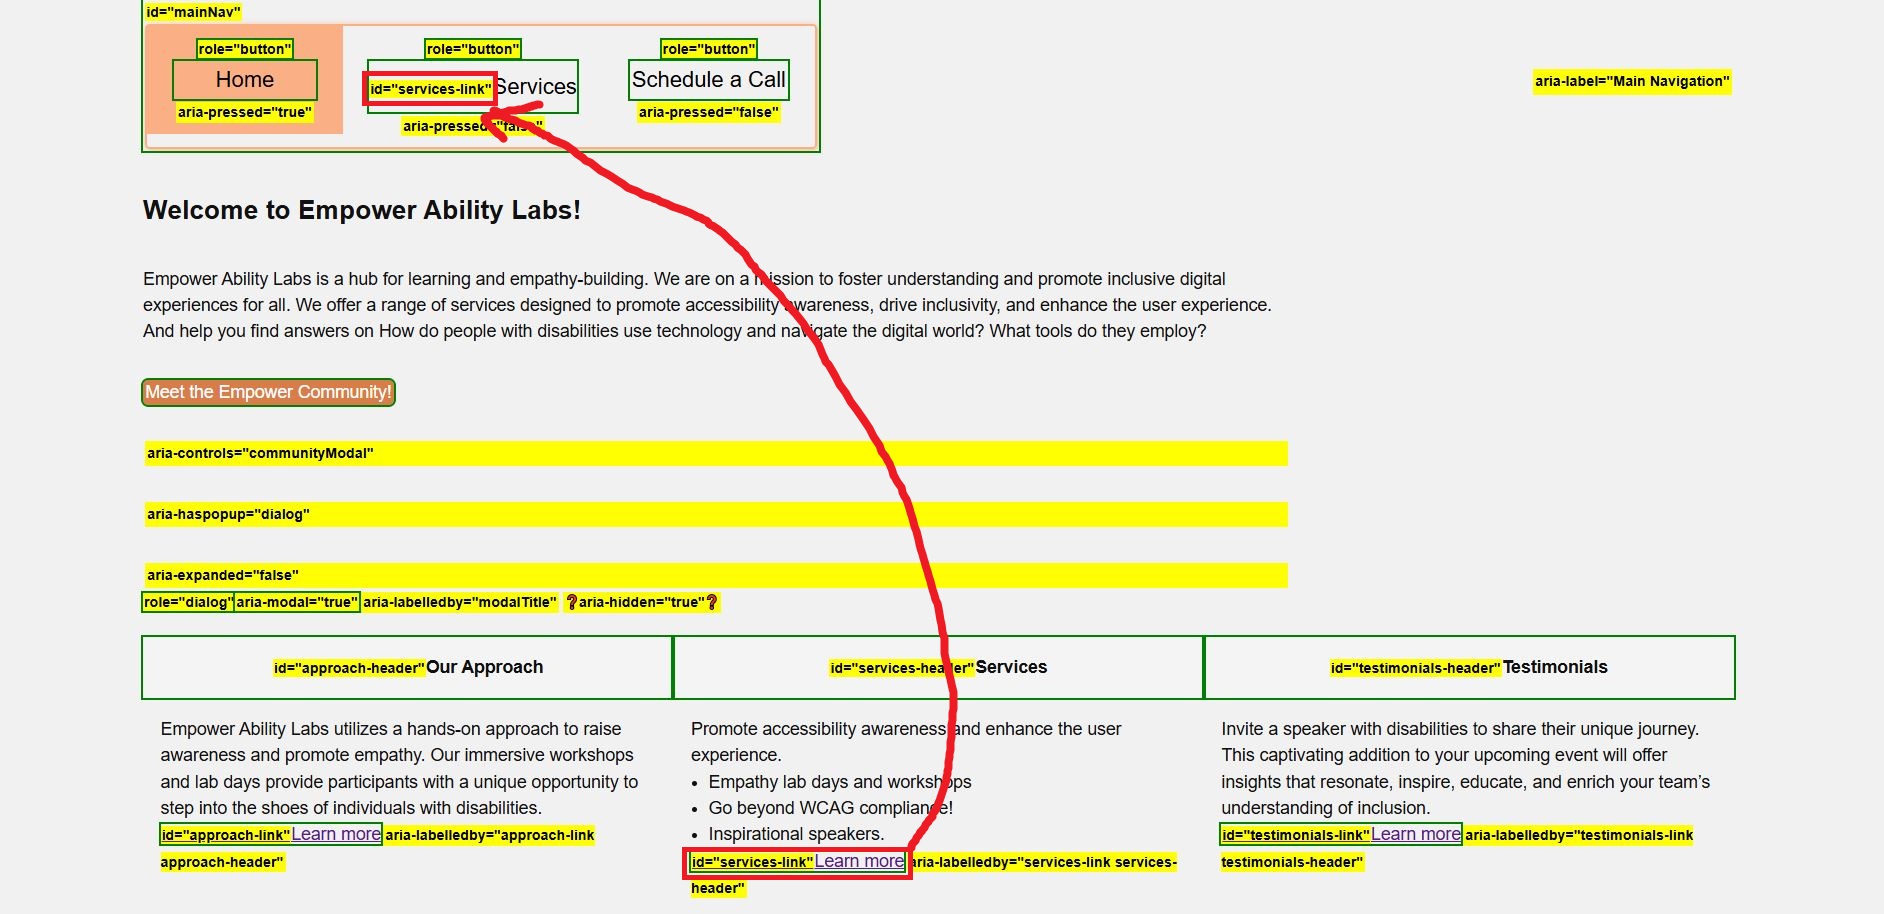 id="mainNav"
role="button" role="button" role="button"
Home id="services-link"Services Schedule a Call aria-label="Main Navigation"
aria-pressed="true" aria-pressed="false" aria-pressed="false"
Welcome to Empower Ability Labs!
Empower Ability Labs is a hub for learning and empathy-building. We are on a mission to foster understanding and promote inclusive digital
experiences for all. We offer a range of services designed to promote accessibility awareness, drive inclusivity, and enhance the user experience.
And help you find answers on How do people with disabilities use technology and navigate the digital world? What tools do they employ?
Meet the Empower Community!
aria-controls="communityModal"
aria-haspopup="dialog"
aria-expanded="false"
role="dialog" aria-modal="true" aria-labelledby="modalTitle" ❓aria-hidden="true"❓
id="approach-header"Our Approach
Empower Ability Labs utilizes a hands-on approach to raise
awareness and promote empathy. Our immersive workshops
and lab days provide participants with a unique opportunity to
step into the shoes of individuals with disabilities.
id="approach-link"Learn more aria-labelledby="approach-link
approach-header"
id="services-header"Services
Promote accessibility awareness and enhance the user
experience.
• Empathy lab days and workshops
• Go beyond WCAG compliance!
• Inspirational speakers.
id="services-link"Learn more aria-labelledby="services-link services-
header"
id="testimonials-header"Testimonials
Invite a speaker with disabilities to share their unique journey.
This captivating addition to your upcoming event will offer
insights that resonate, inspire, educate, and enrich your team’s
understanding of inclusion.
id="testimonials-link"Learn more aria-labelledby="testimonials-link
testimonials-header"